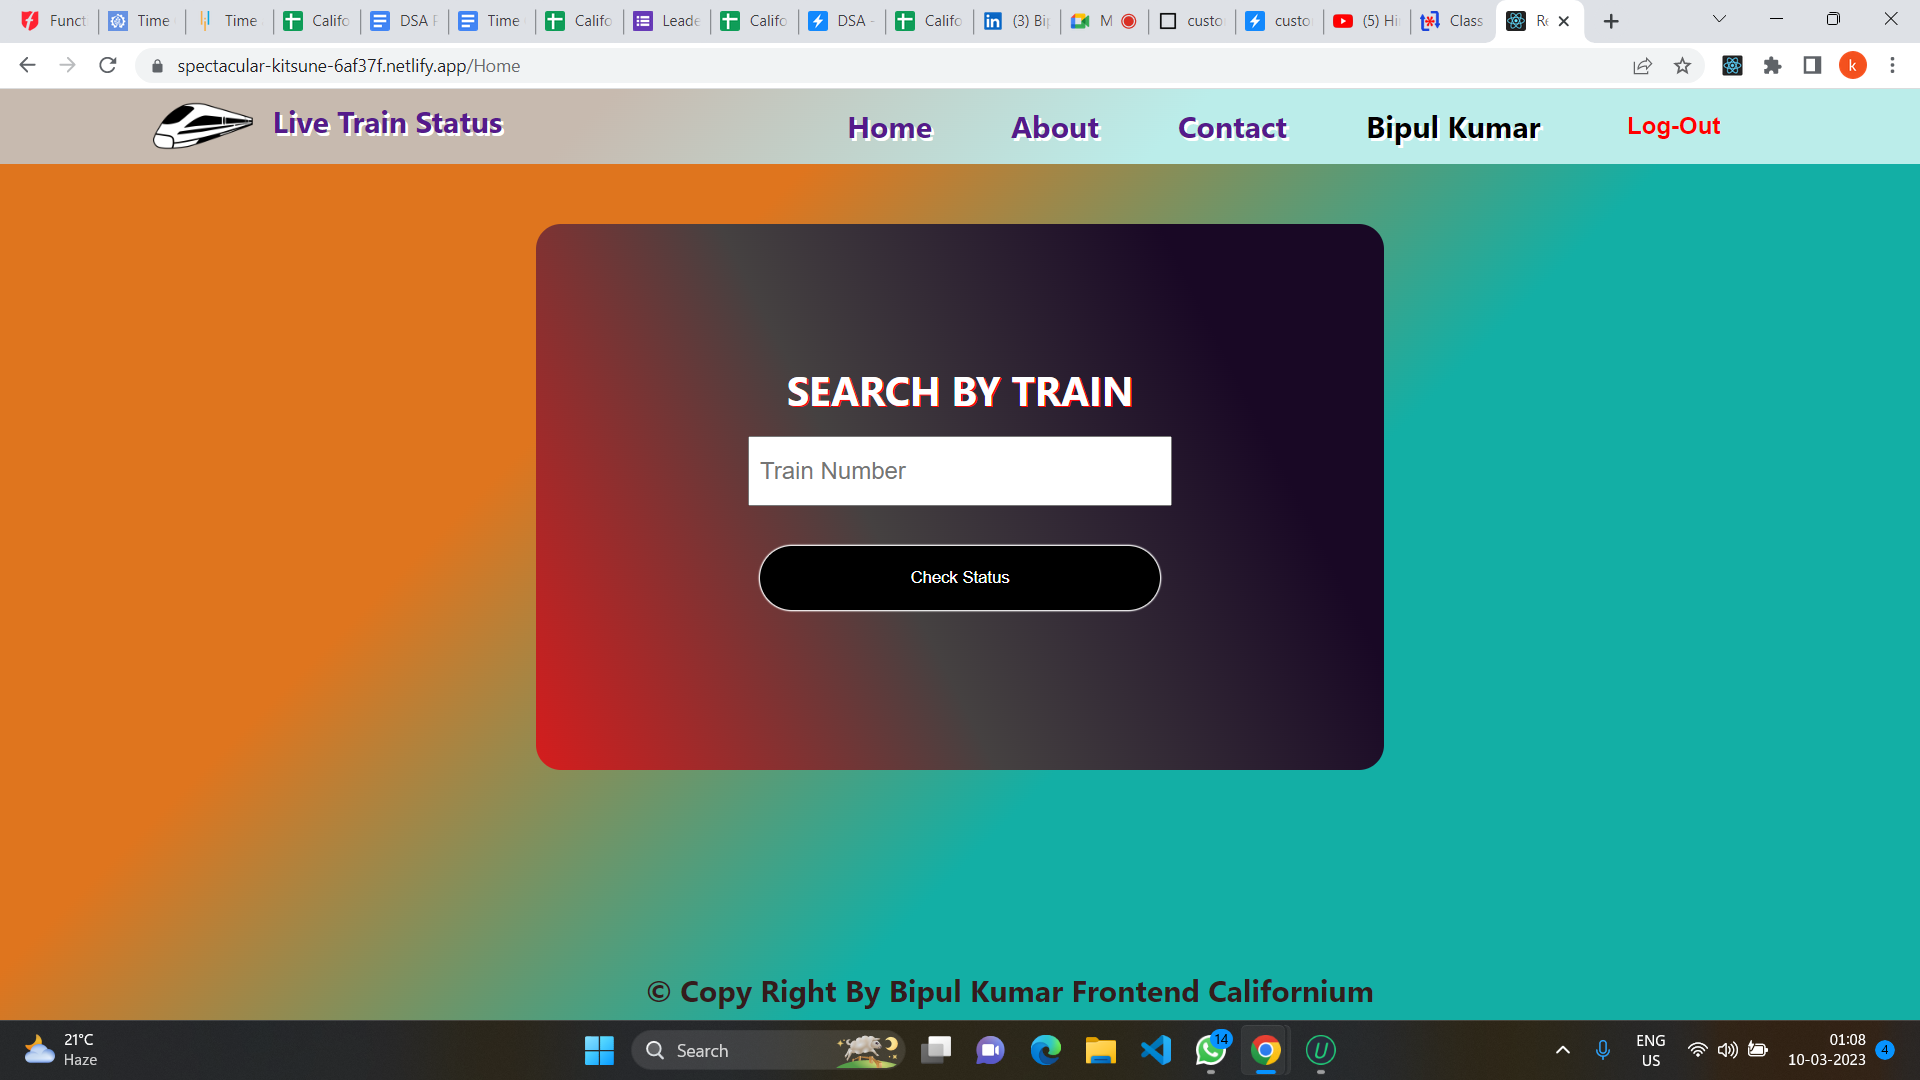 Funct
Time
Time
Califo
DSA F
Time
Califo
Leade
Califo
DSA -
Califo
(3) Bip
M
custo
custo
(5) Hi
Class
Re
spectacular-kitsune-6af37f.netlify.app/Home
k
Live Train Status
Home
About
Contact
Bipul Kumar
Log-Out
SEARCH BY TRAIN
Train Number
Check Status
© Copy Right By Bipul Kumar Frontend Californium
21°C
Haze
Search
14
U
ENG
US
01:08
10-03-2023
4